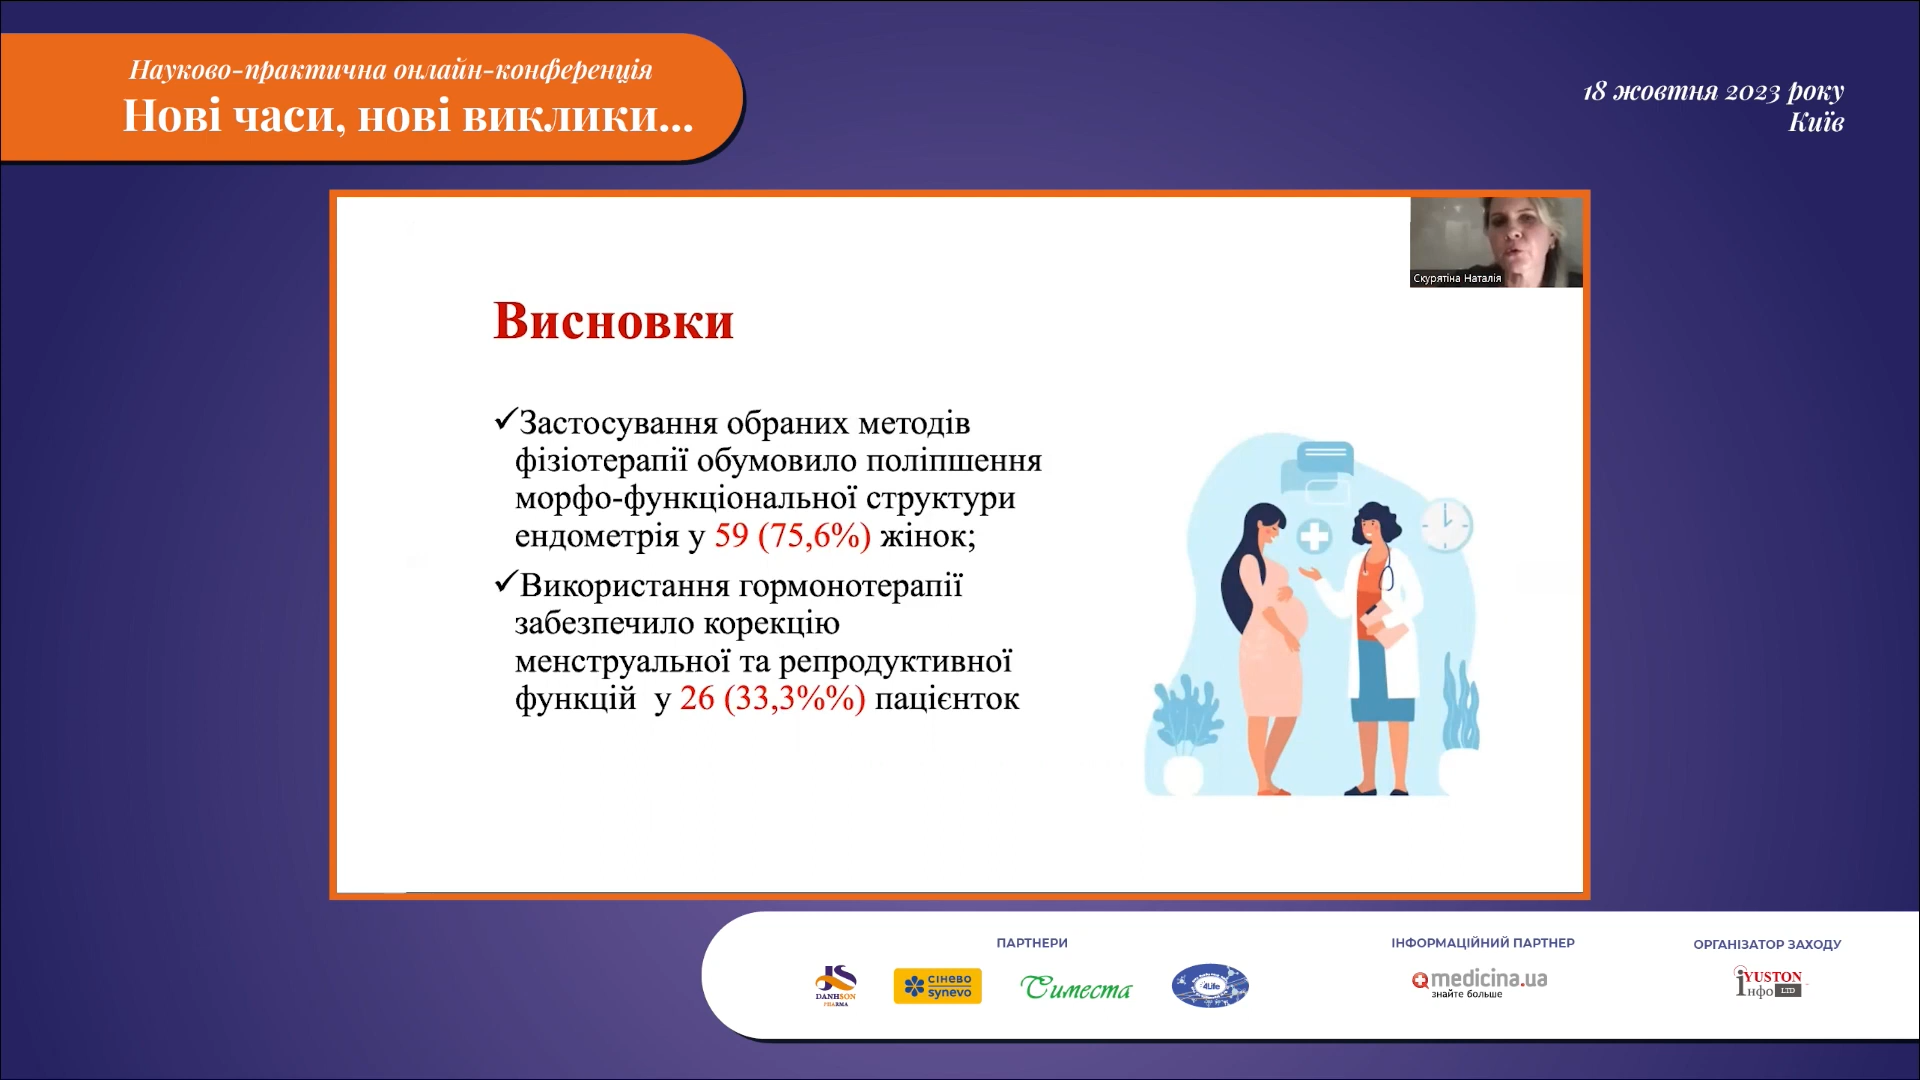 Науково-практична онлайн-конференція
Нові часи, нові виклики...
18 жовтня 2023 року
Київ
Скурятіна Наталія
Висновки
✓Застосування обраних методів
фізіотерапії обумовило поліпшення
морфо-функціональної структури
ендометрія у 59 (75,6%) жінок;
✓Використання гормонотерапії
забезпечило корекцію
менструальної та репродуктивної
функцій у 26 (33,3%%) пацієнток
ПАРТНЕРИ
ІНФОРМАЦІЙНИЙ ПАРТНЕР
ОРГАНІЗАТОР ЗАХОДУ
DANHSON
PHARMA
СІНЕВО
synevo
Симеста
4Life
medicina.ua
знайте больше
YUSTON
інфо LTD